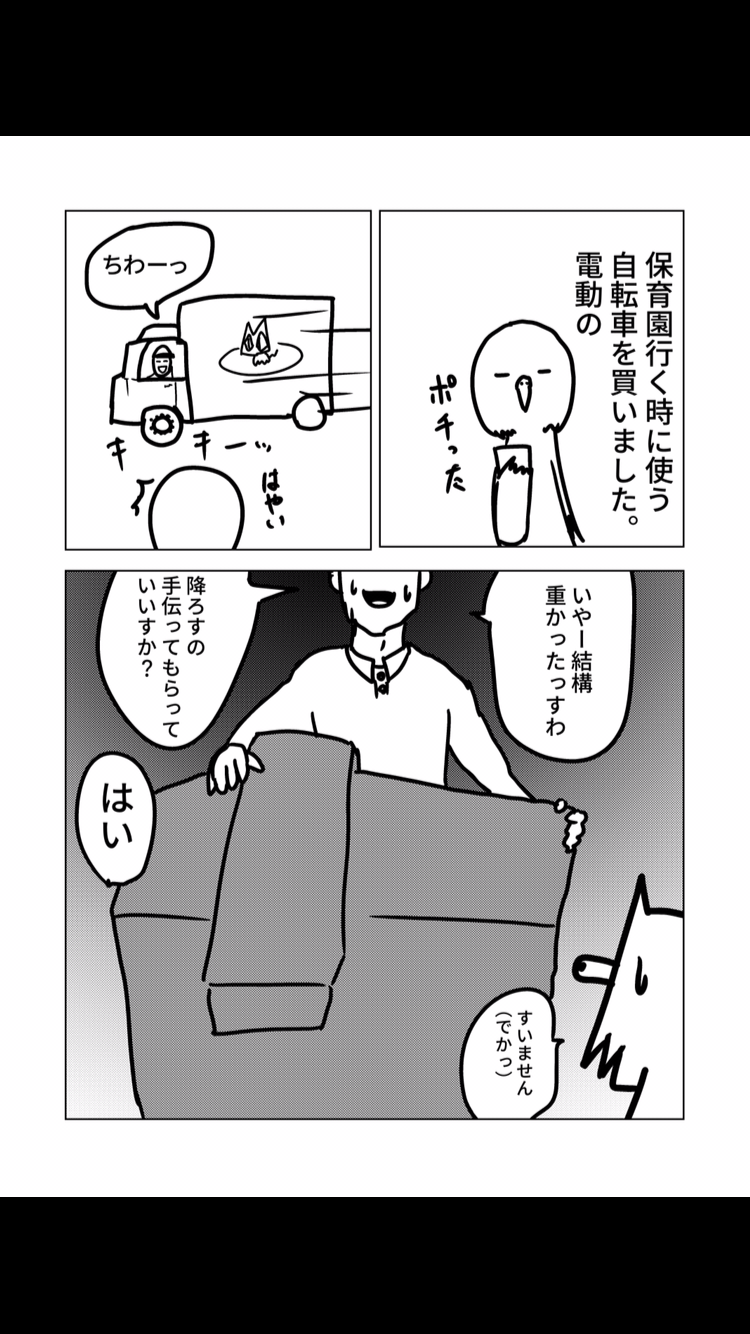 保育園行く時に使う
自転車を買いました。
電動の
ポチった
ちわーっ
キキーッ
はやい
いやー結構
重かったっすわ
降ろすの
手伝ってもらって
いいすか？
はい
すいません
（でかっ）